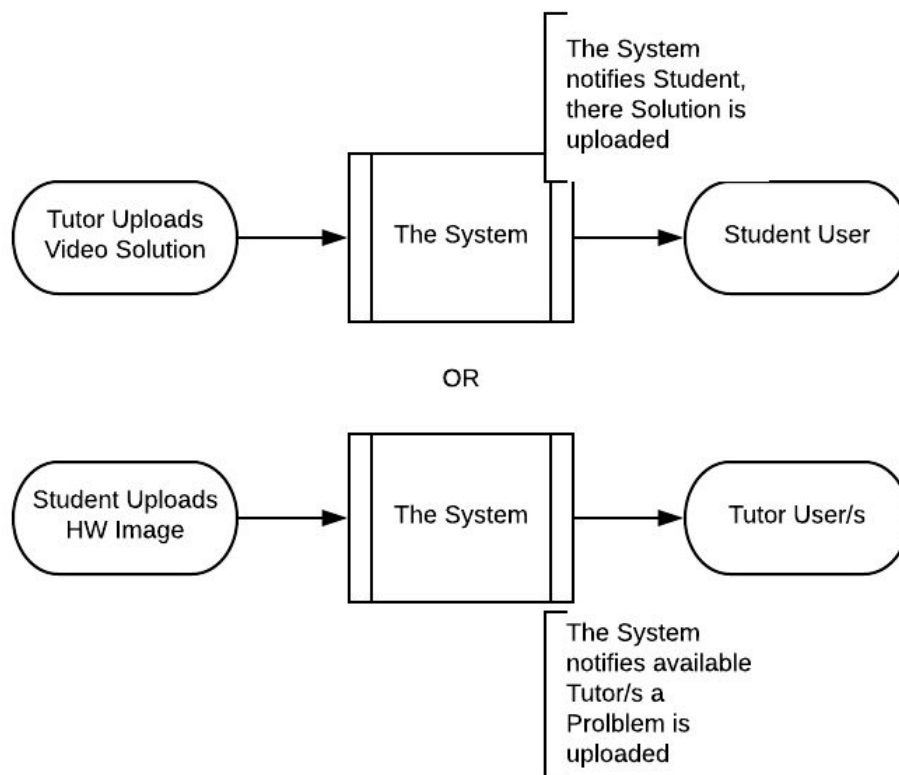 The System
notifies Student,
there Solution is
uploaded
Tutor Uploads
Video Solution
The System
Student User
OR
Student Uploads
HW Image
The System
Tutor User/s
The System
notifies available
Tutor/s a
Prolblem is
uploaded